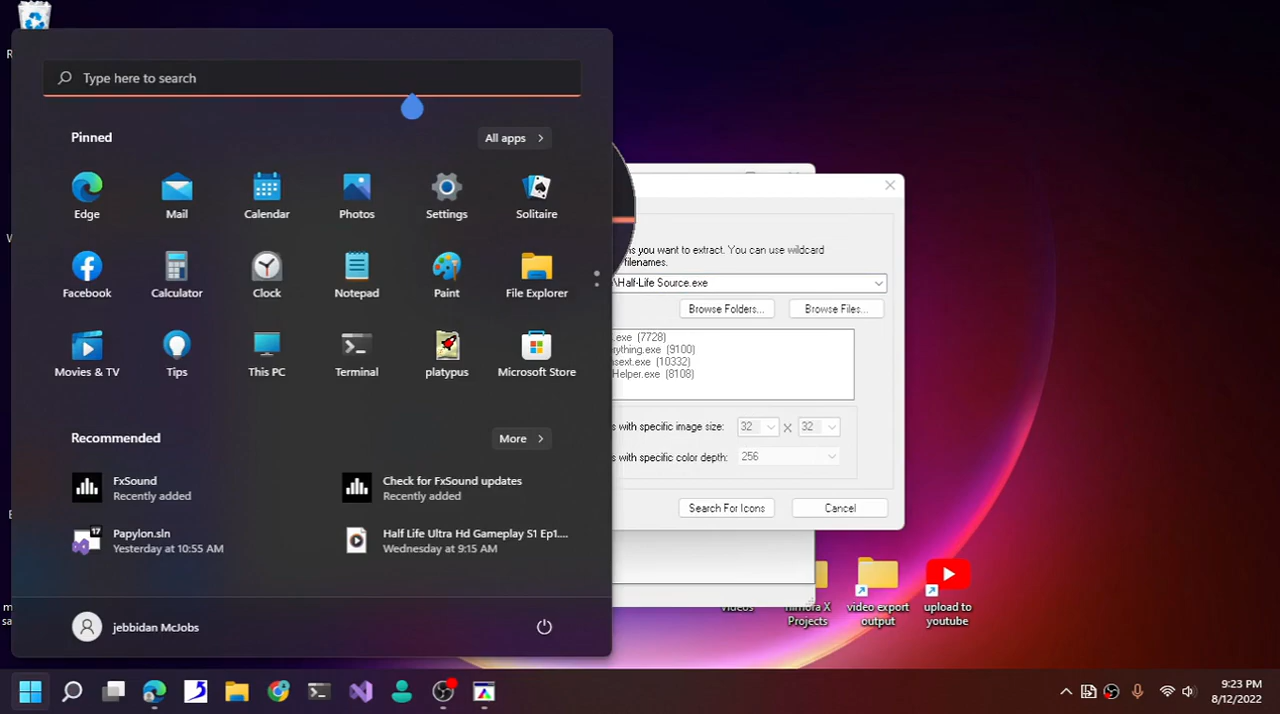 Type here to search
Pinned
All apps
Edge
Mail
Calendar
Photos
Settings
Solitaire
Facebook
Calculator
Clock
Notepad
Paint
File Explorer
Movies & TV
Tips
This PC
Terminal
platypus
Microsoft Store
Recommended
More
FxSound
Recently added
Check for FxSound updates
Recently added
Papylon.sln
Yesterday at 10:55 AM
Half Life Ultra Hd Gameplay S1 Ep1....
Wednesday at 9:15 AM
jebbidan McJobs
you want to extract. You can use wildcard
filenames.
\Half-Life Source.exe
Browse Folders...
Browse Files...
.exe (7728)
rything.exe (9100)
sext.exe (10332)
Helper.exe (8108)
with specific image size:
32
32
with specific color depth:
256
Search For Icons
Cancel
Videos
Projects
video export
output
upload to
youtube
17
9:23 PM
8/12/2022